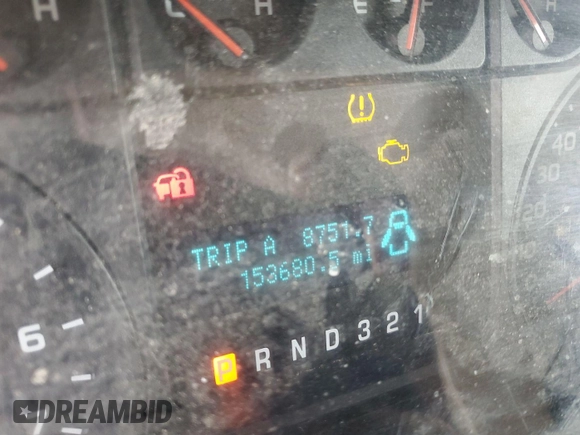 H L H E F H
40
30
20
TRIP A 8751.7
153680.5 mi
6
P R N D 3 2 1
DREAMBID